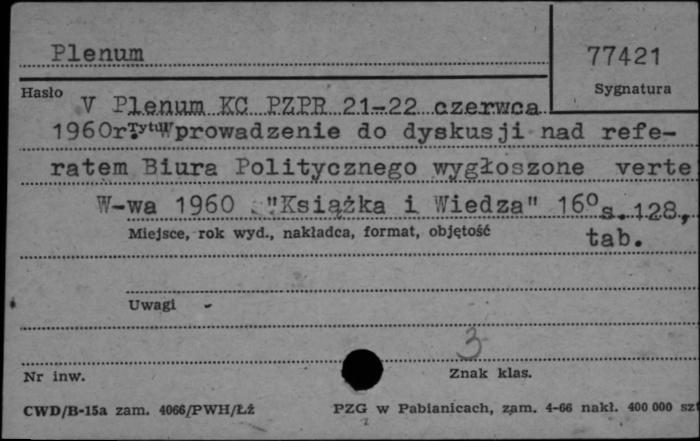 Plenum
77421
Hasło
Sygnatura
V Plenum KC PZPR 21-22 czerwca
1960r. Tytuł Wprowadzenie do dyskusji nad refe-
ratem Biura Politycznego wygłoszone verte
W-wa 1960 "Książka i Wiedza" 16° s. 128,
Miejsce, rok wyd., nakładca, format, objętość
tab.
Uwagi
3
Nr inw.
Znak klas.
CWD/B-15a zam. 4066/PWH/Łż
PZG w Pabianicach, zam. 4-66 nakł. 400 000 szt